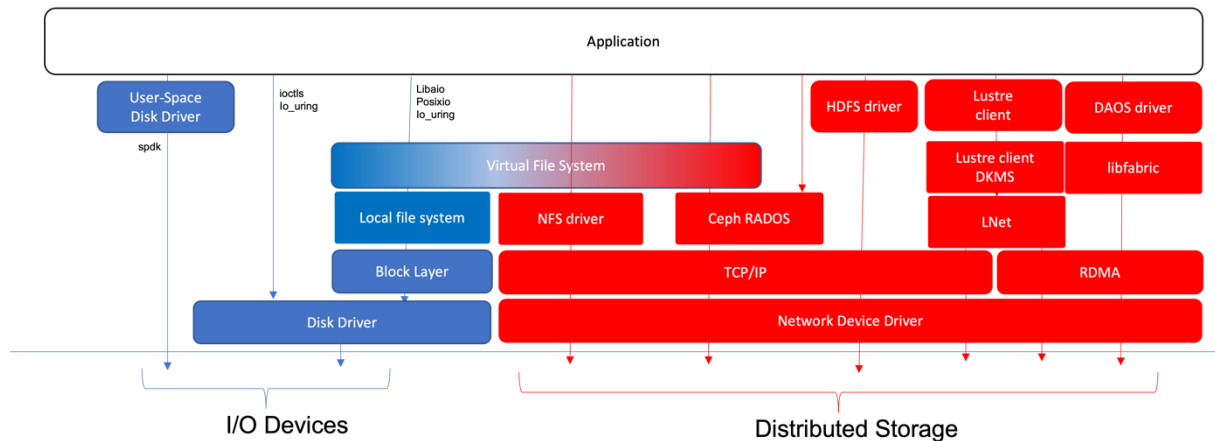 Application
User-Space
Disk Driver
spdk
ioctls
Io_uring
Libaio
Posixio
Io_uring
HDFS driver
Lustre
client
DAOS driver
Virtual File System
Lustre client
DKMS
libfabric
Local file system
NFS driver
Ceph RADOS
LNet
Block Layer
TCP/IP
RDMA
Disk Driver
Network Device Driver
I/O Devices
Distributed Storage